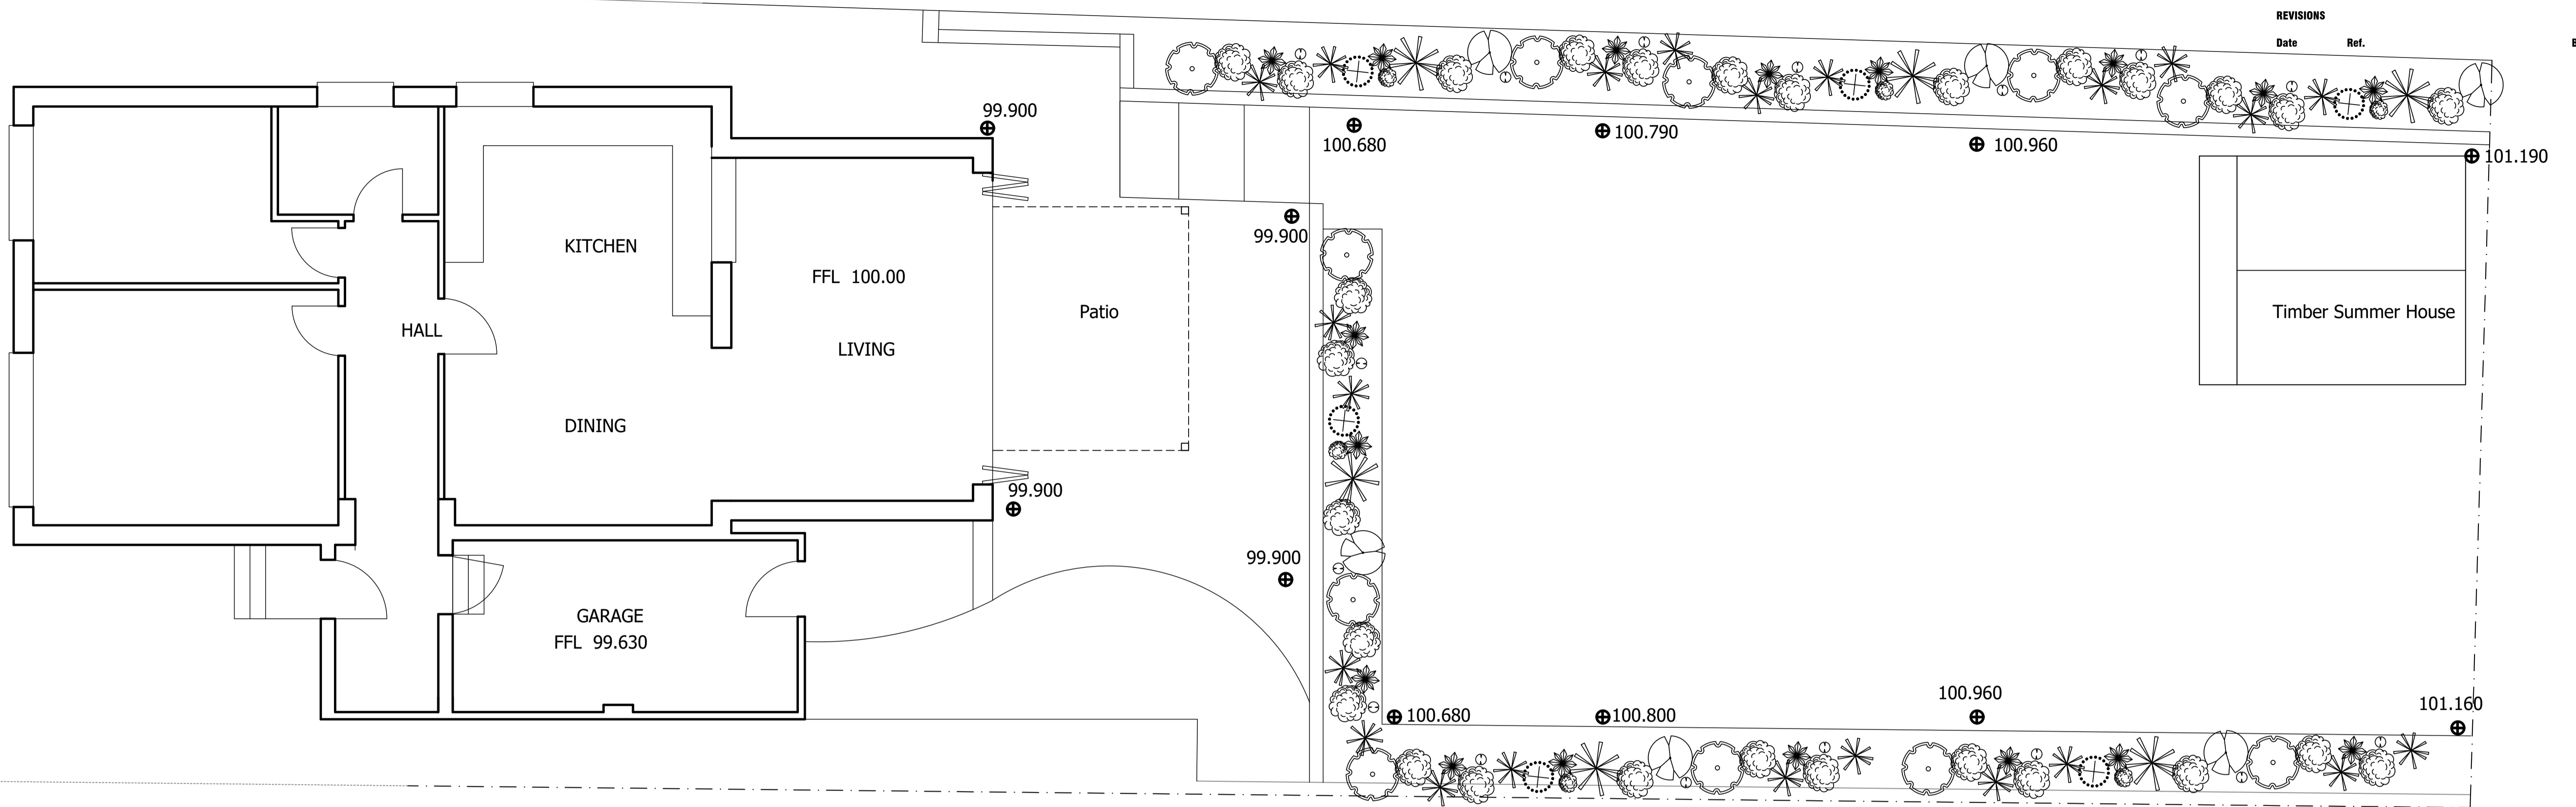 REVISIONS
Date Ref.
99.900
100.680
100.790
100.960
101.190
99.900
KITCHEN
FFL 100.00
Patio
Timber Summer House
HALL
LIVING
DINING
99.900
99.900
GARAGE
FFL 99.630
100.680
100.800
100.960
101.160